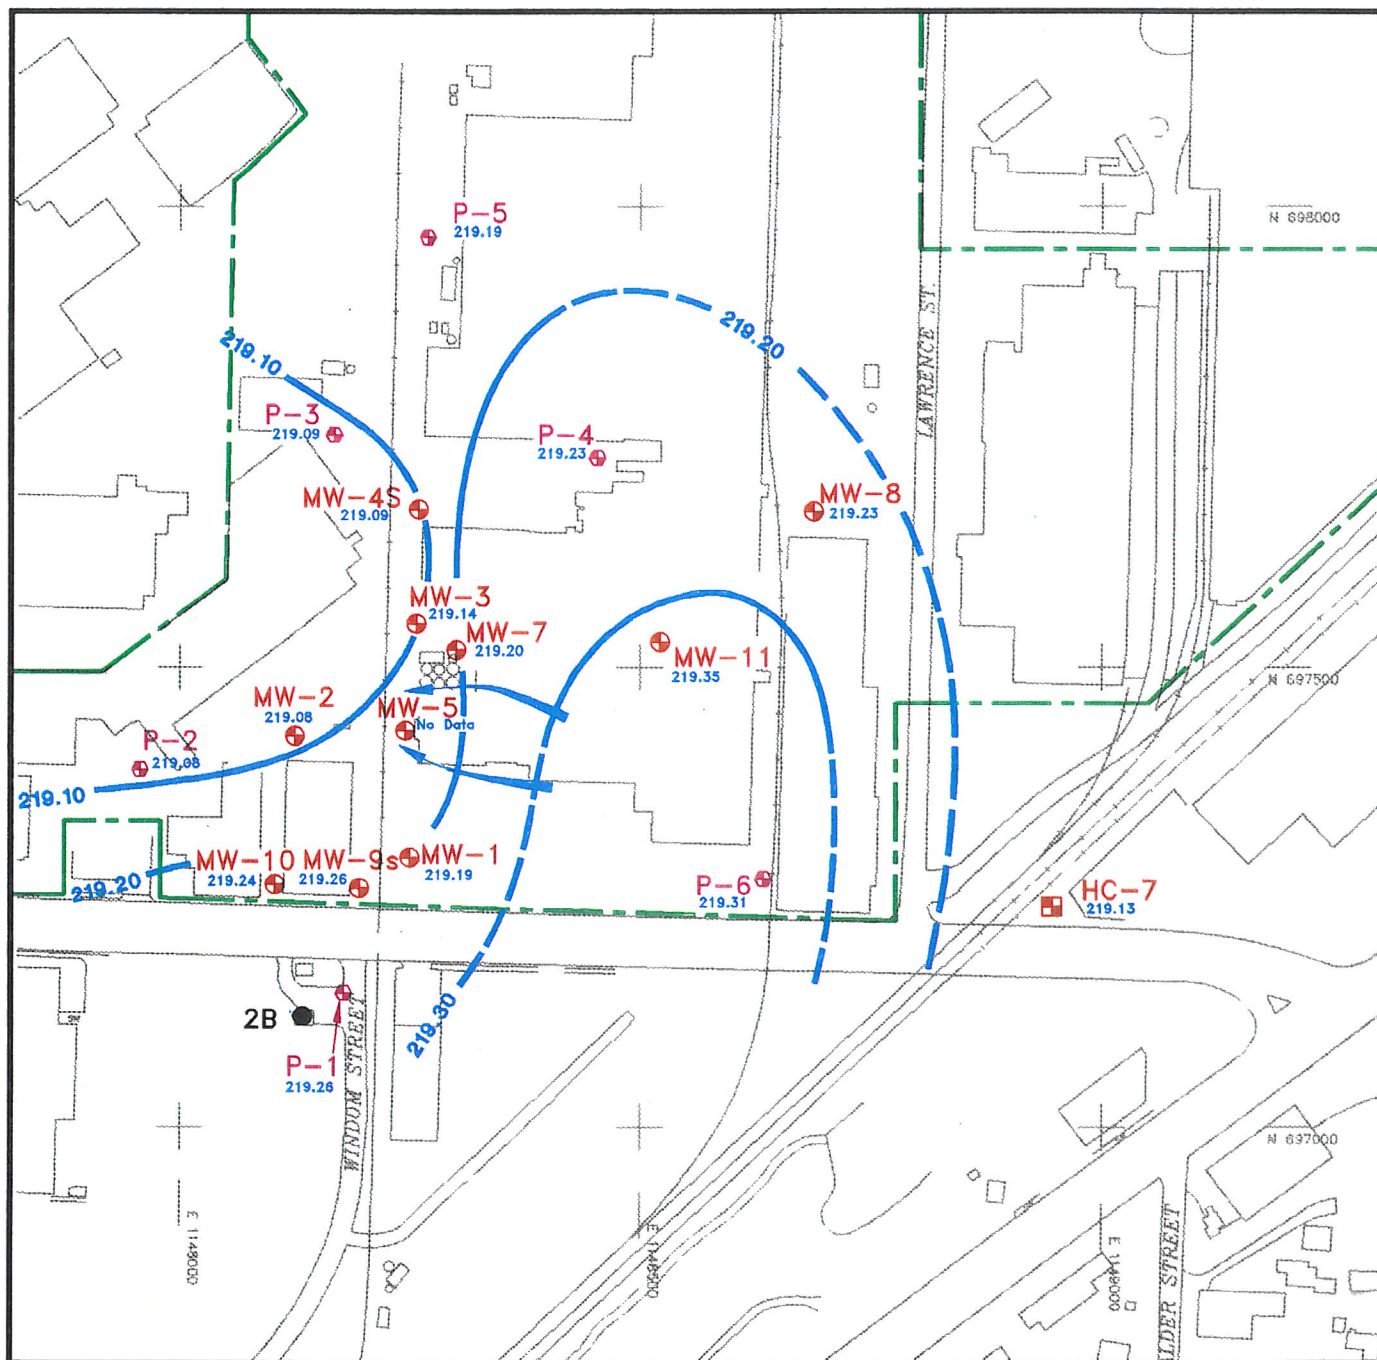 P-5
219.19
N 698000
219.10
219.20
LAWRENCE ST.
P-3
219.09
P-4
219.23
MW-4S
219.09
MW-8
219.23
MW-3
219.14
MW-7
219.20
MW-11
219.35
N 697500
MW-2
219.08
MW-5
No Data
P-2
219.08
219.10
MW-10
219.24
MW-9s
219.26
MW-1
219.19
219.20
P-6
219.31
HC-7
219.13
2B
219.30
P-1
219.26
WINDOM STREET
N 697000
E 1148000
E 1148500
E 1149000
ALDER STREET